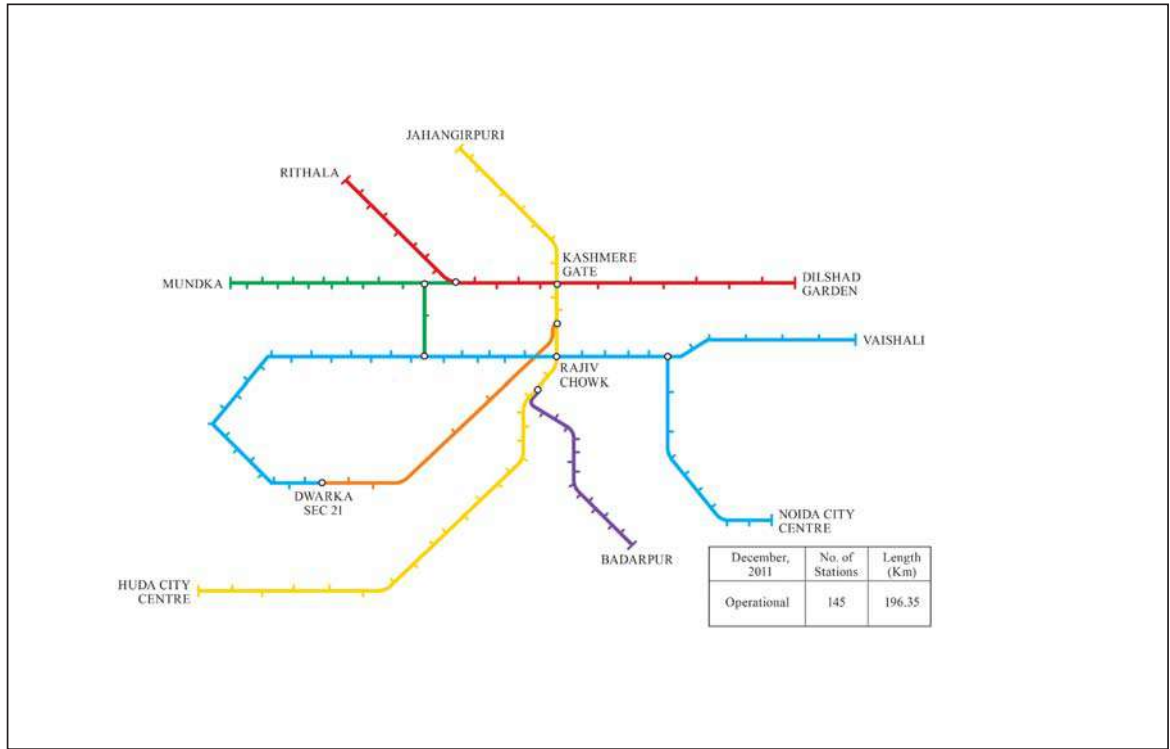 JAHANGIRPURI
RITHALA
KASHMERE
GATE
MUNDKA
DILSHAD
GARDEN
VAISHALI
RAJIV
CHOWK
DWARKA
SEC 21
NOIDA CITY
CENTRE
BADARPUR
HUDA CITY
CENTRE
December,
2011
No. of
Stations
Length
(Km)
Operational
145
196.35